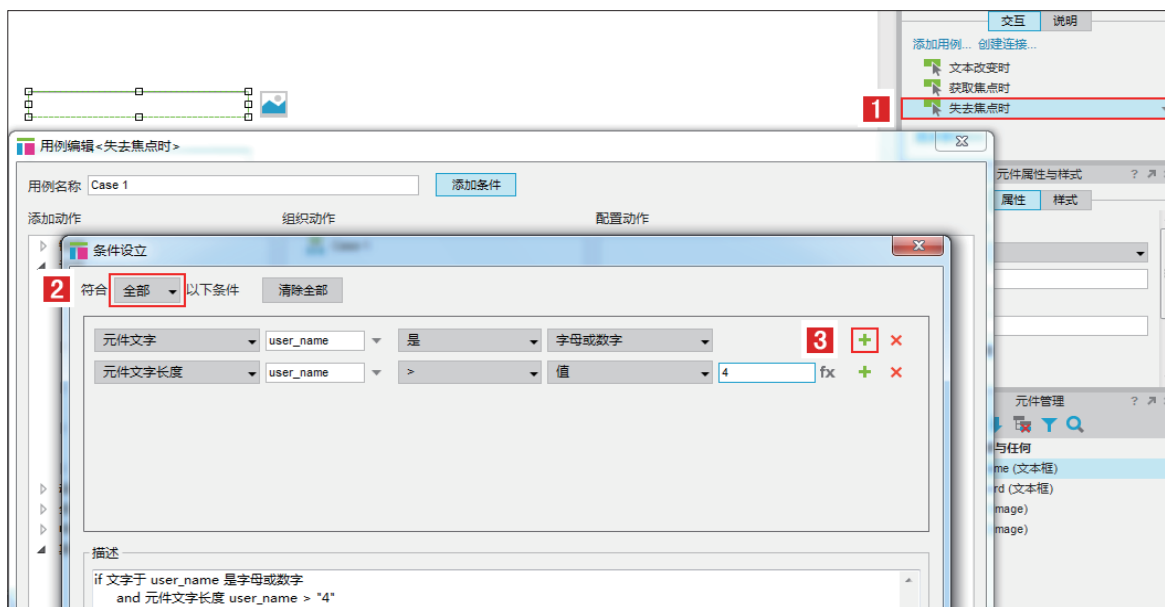 交互 说明
添加用例... 创建连接...
文本改变时
获取焦点时
1 失去焦点时
用例编辑<失去焦点时>
用例名称 Case 1 添加条件
元件属性与样式 ?
属性 样式
添加动作 组织动作 配置动作
条件设立
2 符合 全部 以下条件 清除全部
元件文字 user_name 是 字母或数字 3
元件文字长度 user_name > 值 4 fx
元件管理 ?
与任何
me (文本框)
rd (文本框)
mage)
mage)
描述
if 文字于 user_name 是字母或数字
and 元件文字长度 user_name > "4"